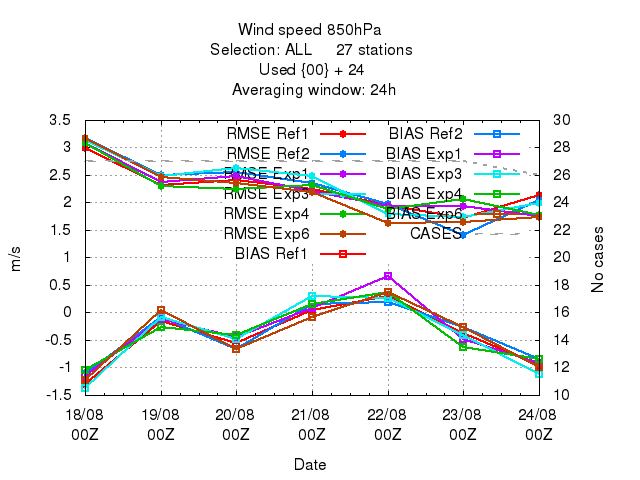 Wind speed 850hPa
Selection: ALL 27 stations
Used {00} + 24
Averaging window: 24h
3.5
3
2.5
2
1.5
1
0.5
0
-0.5
-1
-1.5
m/s
30
28
26
24
22
20
18
16
14
12
10
No cases
RMSE Ref1
RMSE Ref2
RMSE Exp1
RMSE Exp3
RMSE Exp4
RMSE Exp6
BIAS Ref1
BIAS Ref2
BIAS Exp1
BIAS Exp3
BIAS Exp4
BIAS Exp6
CASES
18/08 19/08 20/08 21/08 22/08 23/08 24/08
00Z 00Z 00Z 00Z 00Z 00Z 00Z
Date